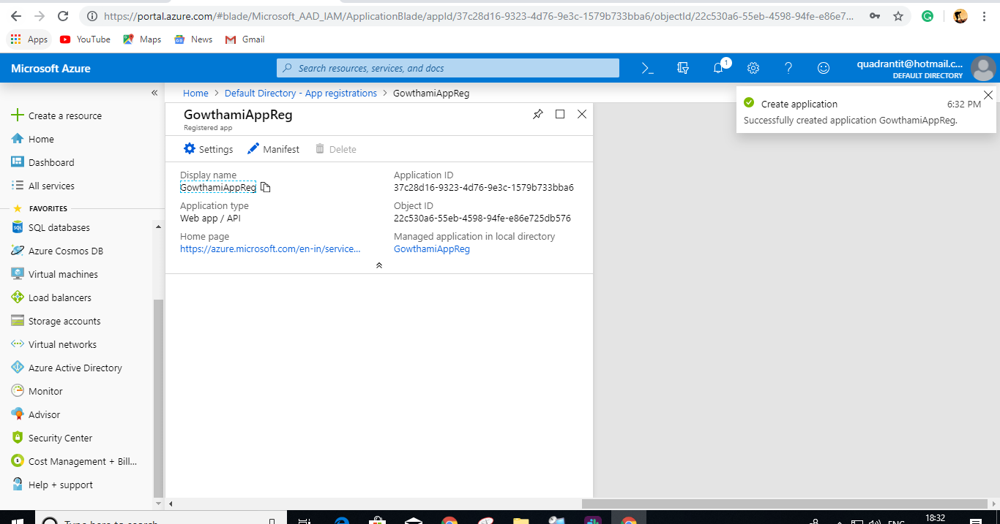 https://portal.azure.com/#blade/Microsoft_AAD_IAM/ApplicationBlade/appId/37c28d16-9323-4d76-9e3c-1579b733bba6/objectId/22c530a6-55eb-4598-94fe-e86e7...
Apps YouTube Maps News Gmail
Microsoft Azure
Search resources, services, and docs
1
quadrantit@hotmail.c...
DEFAULT DIRECTORY
«
Create a resource
Home
Dashboard
All services
FAVORITES
SQL databases
Azure Cosmos DB
Virtual machines
Load balancers
Storage accounts
Virtual networks
Azure Active Directory
Monitor
Advisor
Security Center
Cost Management + Bill...
Help + support
Home > Default Directory - App registrations > GowthamiAppReg
GowthamiAppReg
Registered app
Settings Manifest Delete
Display name
GowthamiAppReg
Application type
Web app / API
Home page
https://azure.microsoft.com/en-in/service...
Application ID
37c28d16-9323-4d76-9e3c-1579b733bba6
Object ID
22c530a6-55eb-4598-94fe-e86e725db576
Managed application in local directory
GowthamiAppReg
Create application 6:32 PM
Successfully created application GowthamiAppReg.
Type here to search
ENG
18:32